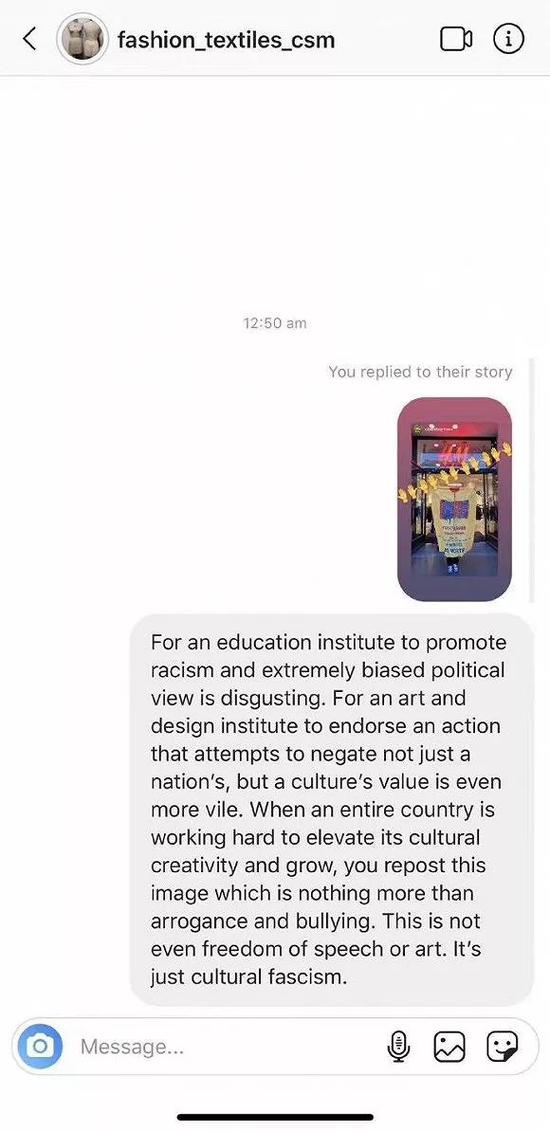 fashion_textiles_csm
12:50 am
You replied to their story
For an education institute to promote
racism and extremely biased political
view is disgusting. For an art and
design institute to endorse an action
that attempts to negate not just a
nation's, but a culture's value is even
more vile. When an entire country is
working hard to elevate its cultural
creativity and grow, you repost this
image which is nothing more than
arrogance and bullying. This is not
even freedom of speech or art. It's
just cultural fascism.
Message...